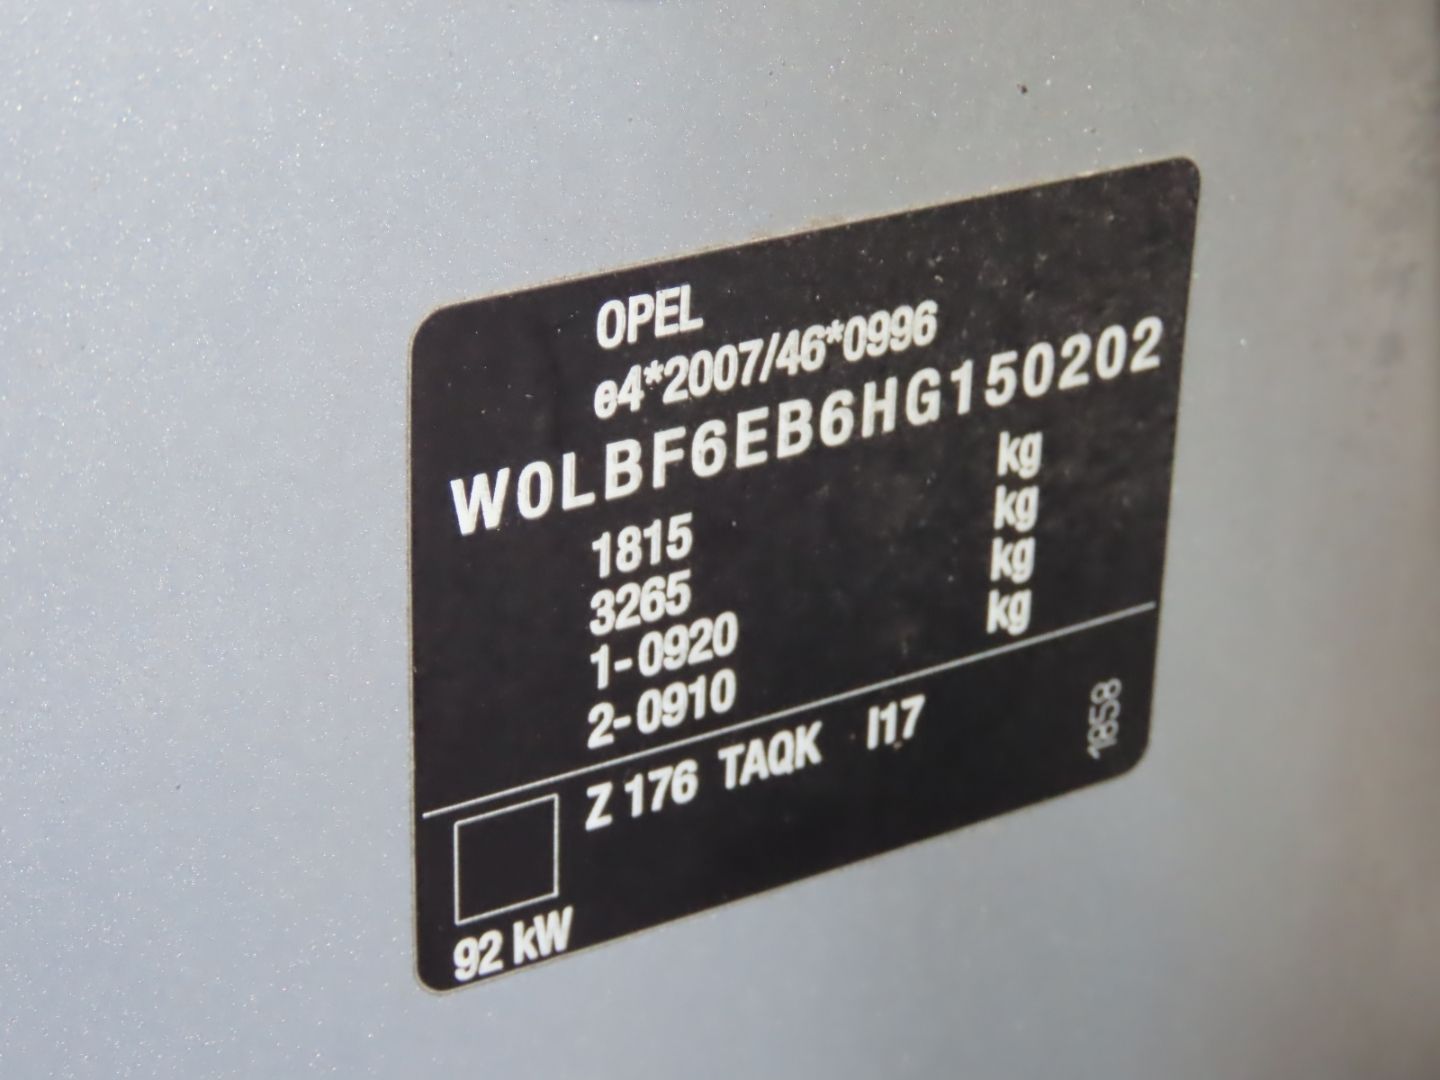 OPEL
e4*2007/46*0996
W0LBF6EB6HG150202
1815 kg
3265 kg
1-0920 kg
2-0910 kg
Z 176 TAQK I17
1858
92 kW